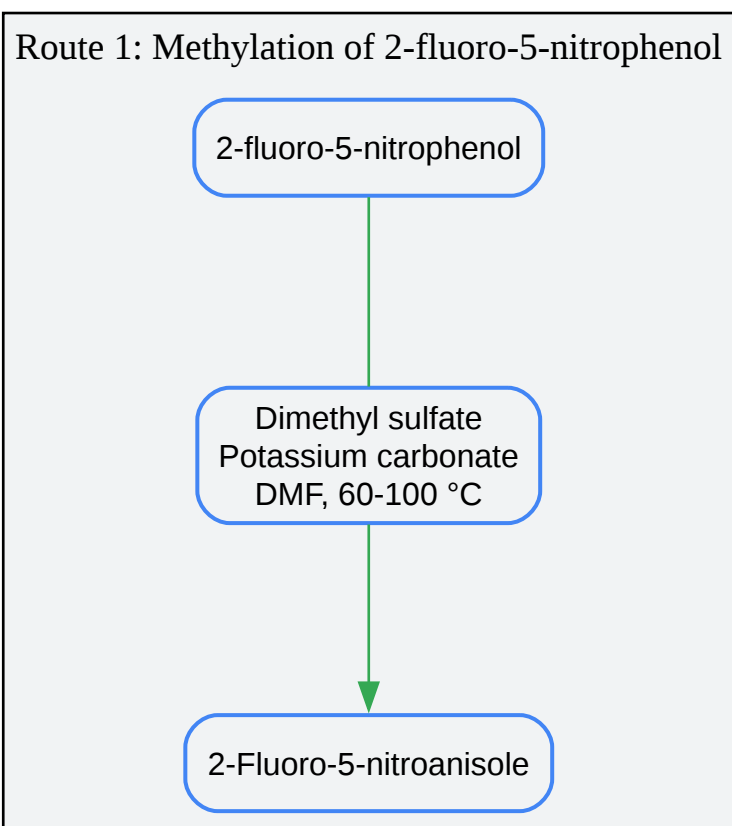 Route 1: Methylation of 2-fluoro-5-nitrophenol
2-fluoro-5-nitrophenol
Dimethyl sulfate
Potassium carbonate
DMF, 60-100 °C
2-Fluoro-5-nitroanisole